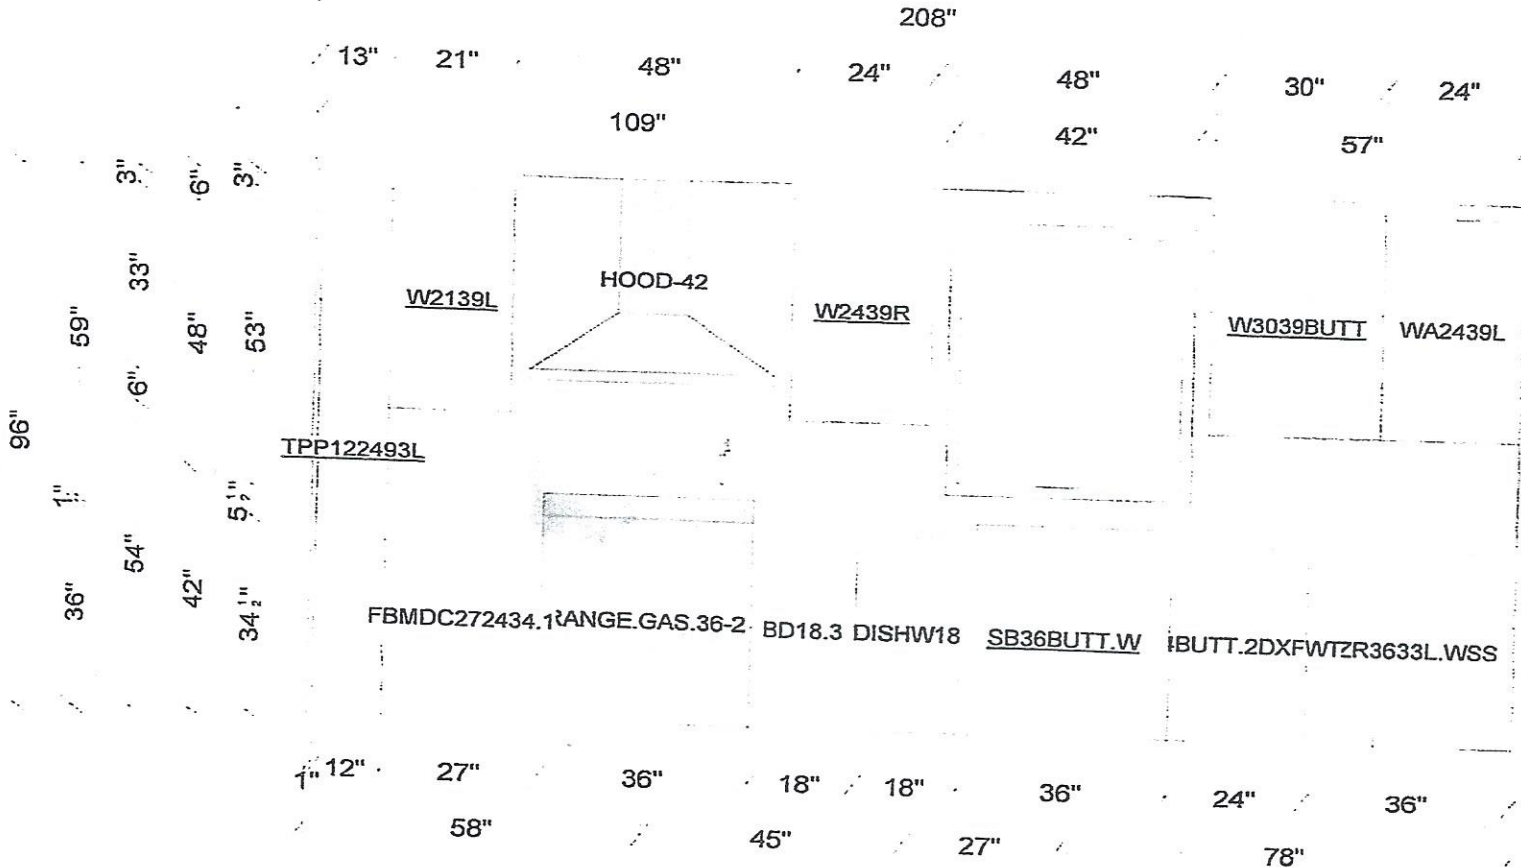 208"
13" 21" 48" 24" 48" 30" 24"
109" 42" 57"
3" 6" 3"
33"
59" 48" 53"
6"
96"
W2139L HOOD-42 W2439R W3039BUTT WA2439L
TPP122493L
1" 5½"
54"
36" 42" 34½"
FBMDC272434.1 RANGE.GAS.36-2 BD18.3 DISHW18 SB36BUTT.W BUTT.2DXFWTZR3633L.WSS
1" 12" 27" 36" 18" 18" 36" 24" 36"
58" 45" 27" 78"